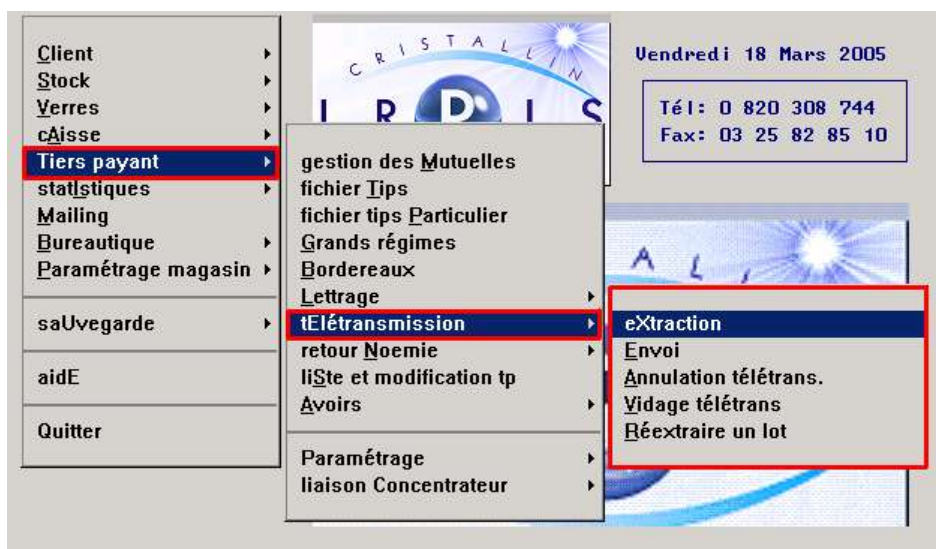 Client
Stock
Verres
cAisse
Tiers payant
statIstiques
Mailing
Bureautique
Paramétrage magasin
saUvegarde
aidE
Quitter
CRISTALLIN
IRIS
Vendredi 18 Mars 2005
Tél: 0 820 308 744
Fax: 03 25 82 85 10
gestion des Mutuelles
fichier Tips
fichier tips Particulier
Grands régimes
Bordereaux
Lettrage
tElétransmission
retour Noemie
liSte et modification tp
Avoirs
Paramétrage
liaison Concentrateur
A L L
eXtraction
Envoi
Annulation télétrans.
Vidage télétrans
Réextraire un lot